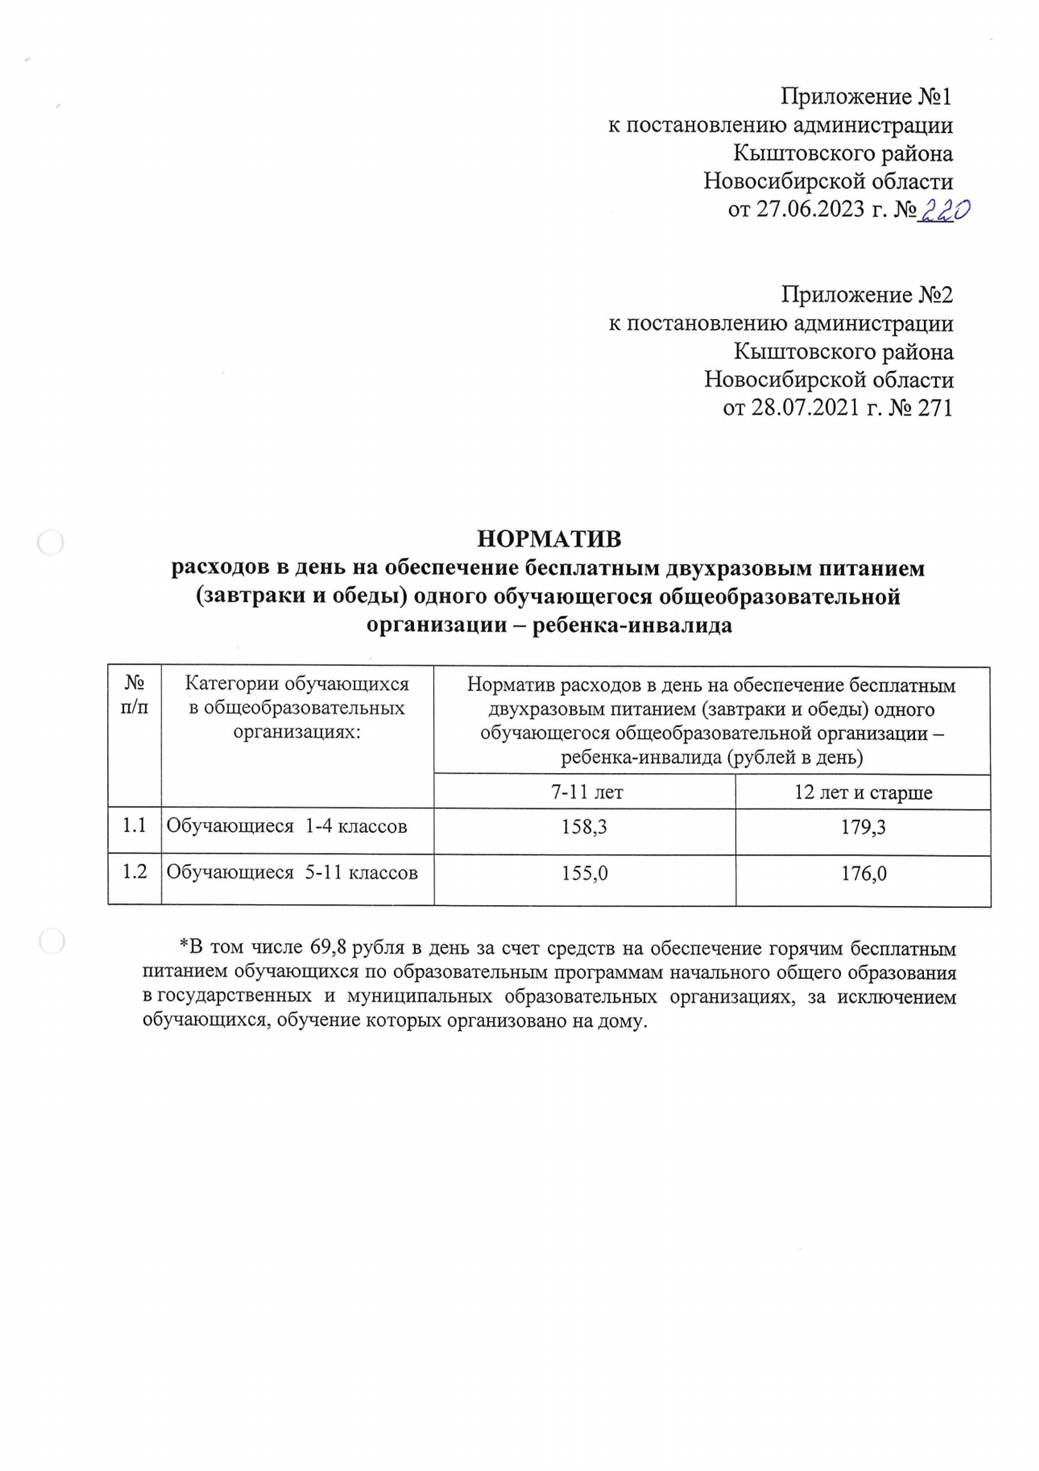 Приложение №1
к постановлению администрации
Кыштовского района
Новосибирской области
от 27.06.2023 г. № 220
Приложение №2
к постановлению администрации
Кыштовского района
Новосибирской области
от 28.07.2021 г. № 271
НОРМАТИВ
расходов в день на обеспечение бесплатным двухразовым питанием
(завтраки и обеды) одного обучающегося общеобразовательной
организации – ребенка-инвалида
№
п/п
Категории обучающихся
в общеобразовательных
организациях:
Норматив расходов в день на обеспечение бесплатным
двухразовым питанием (завтраки и обеды) одного
обучающегося общеобразовательной организации –
ребенка-инвалида (рублей в день)
7-11 лет
12 лет и старше
1.1 Обучающиеся 1-4 классов 158,3 179,3
1.2 Обучающиеся 5-11 классов 155,0 176,0
*В том числе 69,8 рубля в день за счет средств на обеспечение горячим бесплатным
питанием обучающихся по образовательным программам начального общего образования
в государственных и муниципальных образовательных организациях, за исключением
обучающихся, обучение которых организовано на дому.